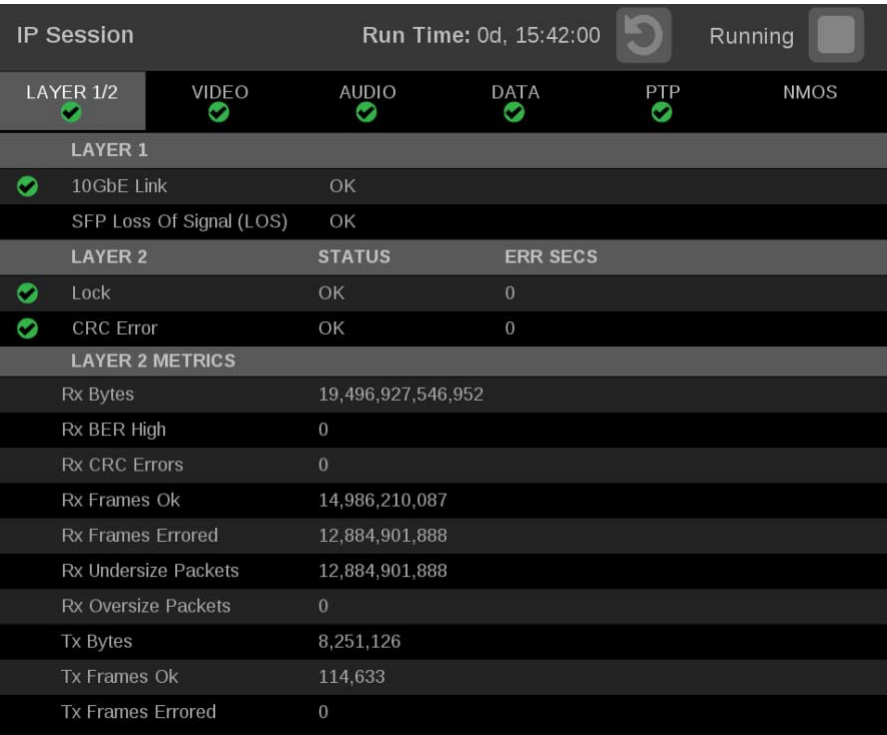 IP Session Run Time: 0d, 15:42:00 Running
LAYER 1/2 VIDEO AUDIO DATA PTP NMOS
LAYER 1
10GbE Link OK
SFP Loss Of Signal (LOS) OK
LAYER 2 STATUS ERR SECS
Lock OK 0
CRC Error OK 0
LAYER 2 METRICS
Rx Bytes 19,496,927,546,952
Rx BER High 0
Rx CRC Errors 0
Rx Frames Ok 14,986,210,087
Rx Frames Errored 12,884,901,888
Rx Undersize Packets 12,884,901,888
Rx Oversize Packets 0
Tx Bytes 8,251,126
Tx Frames Ok 114,633
Tx Frames Errored 0